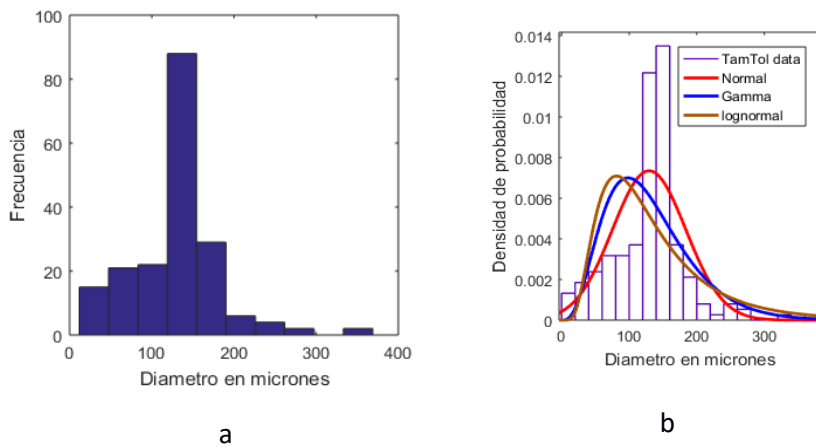 100
80
60
40
20
0
Frecuencia
0 100 200 300 400
Diametro en micrones
a
0.014
0.012
0.01
0.008
0.006
0.004
0.002
0
Densidad de probabilidad
TamTol data
Normal
Gamma
lognormal
0 100 200 300
Diametro en micrones
b